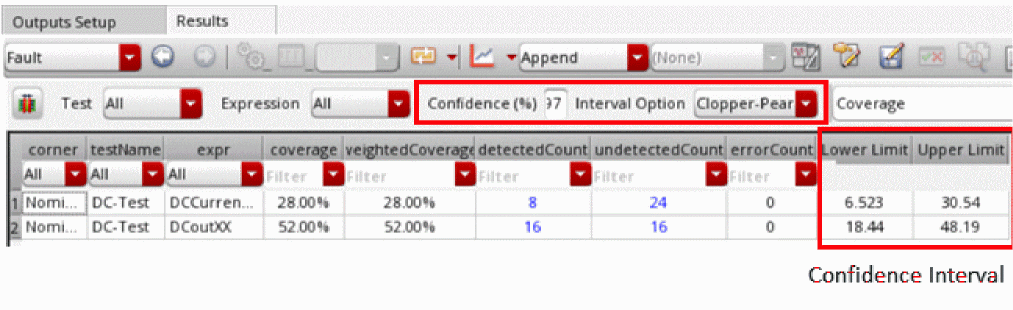 Outputs Setup Results
Fault Append (None)
Test All Expression All Confidence (%) 97 Interval Option Clopper-Pear Coverage
corner testName expr coverage weightedCoverage detectedCount undetectedCount errorCount Lower Limit Upper Limit
All All All Filter Filter Filter Filter Filter
1 Nomi... DC-Test DCCurren... 28.00% 28.00% 8 24 0 6.523 30.54
2 Nomi... DC-Test DCoutXX 52.00% 52.00% 16 16 0 18.44 48.19
Confidence Interval